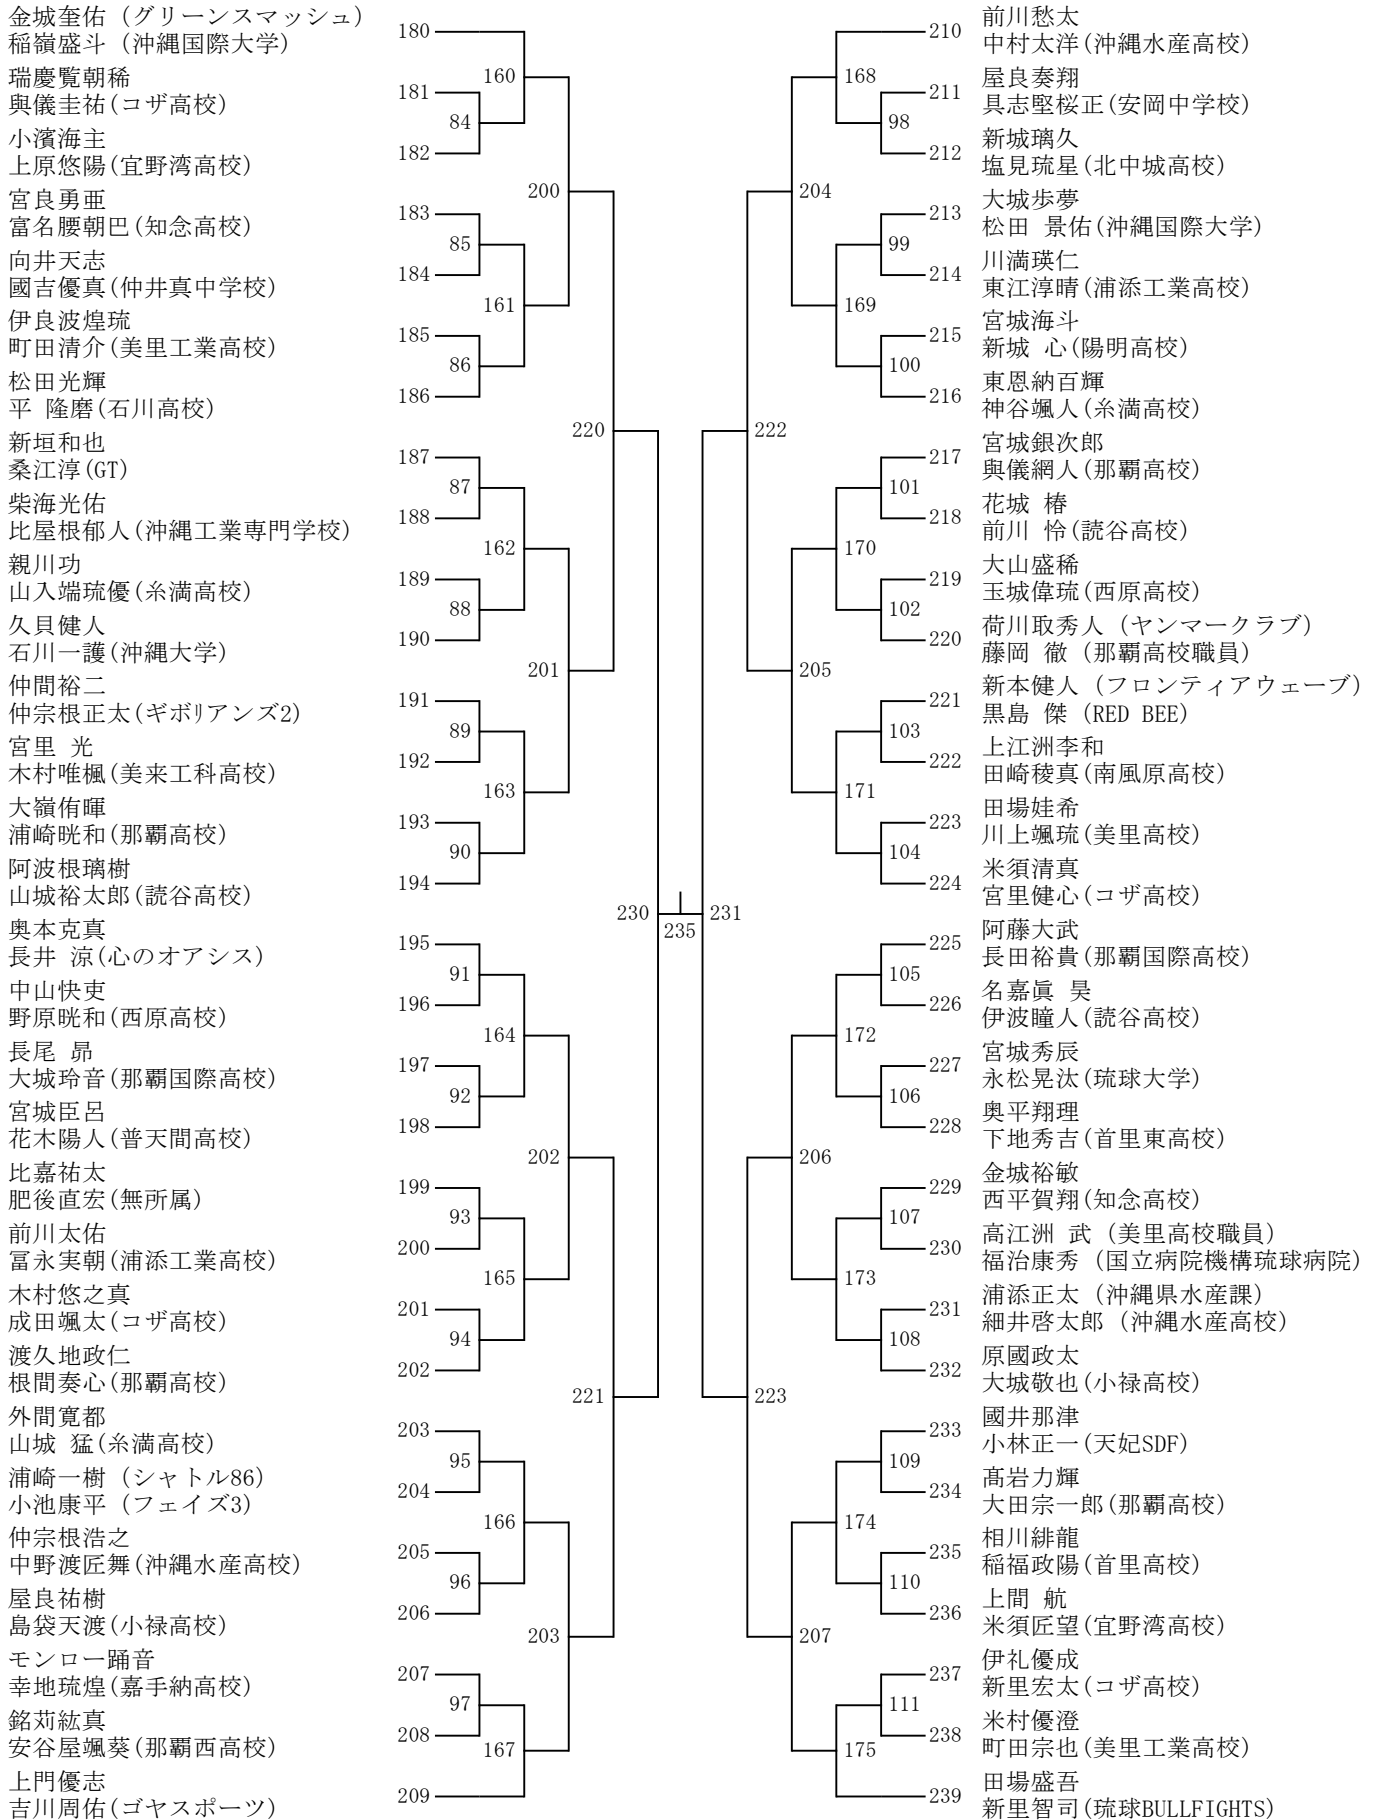 金城奎佑 (グリーンスマッシュ)
稲嶺盛斗 (沖縄国際大学)
180
瑞慶覧朝稀
與儀圭祐(コザ高校)
181
小濱海主
上原悠陽(宜野湾高校)
182
宮良勇亜
富名腰朝巴(知念高校)
183
向井天志
國吉優真(仲井真中学校)
184
伊良波煌琉
町田清介(美里工業高校)
185
松田光輝
平 隆磨(石川高校)
186
新垣和也
桑江淳(GT)
187
柴海光佑
比屋根郁人(沖縄工業専門学校)
188
親川功
山入端琉優(糸満高校)
189
久貝健人
石川一護(沖縄大学)
190
仲間裕二
仲宗根正太(ギボリアンズ2)
191
宮里 光
木村唯楓(美来工科高校)
192
大嶺侑暉
浦崎晄和(那覇高校)
193
阿波根璃樹
山城裕太郎(読谷高校)
194
奥本克真
長井 涼(心のオアシス)
195
中山快吏
野原晄和(西原高校)
196
長尾 昴
大城玲音(那覇国際高校)
197
宮城臣呂
花木陽人(普天間高校)
198
比嘉祐太
肥後直宏(無所属)
199
前川太佑
冨永実朝(浦添工業高校)
200
木村悠之真
成田颯太(コザ高校)
201
渡久地政仁
根間奏心(那覇高校)
202
外間寛都
山城 猛(糸満高校)
203
浦崎一樹 (シャトル86)
小池康平 (フェイズ3)
204
仲宗根浩之
中野渡匠舞(沖縄水産高校)
205
屋良祐樹
島袋天渡(小禄高校)
206
モンロー踊音
幸地琉煌(嘉手納高校)
207
銘苅紘真
安谷屋颯葵(那覇西高校)
208
上門優志
吉川周佑(ゴヤスポーツ)
209
84
85
86
87
88
89
90
91
92
93
94
95
96
97
160
161
162
163
164
165
166
167
200
201
202
203
220
221
230
235
231
222
223
204
205
206
207
168
169
170
171
172
173
174
175
98
99
100
101
102
103
104
105
106
107
108
109
110
111
210
前川愁太
中村太洋(沖縄水産高校)
211
屋良奏翔
具志堅桜正(安岡中学校)
212
新城璃久
塩見琉星(北中城高校)
213
大城歩夢
松田 景佑(沖縄国際大学)
214
川満瑛仁
東江淳晴(浦添工業高校)
215
宮城海斗
新城 心(陽明高校)
216
東恩納百輝
神谷颯人(糸満高校)
217
宮城銀次郎
與儀網人(那覇高校)
218
花城 椿
前川 怜(読谷高校)
219
大山盛稀
玉城偉琉(西原高校)
220
荷川取秀人 (ヤンマークラブ)
藤岡 徹 (那覇高校職員)
221
新本健人 (フロンティアウェーブ)
黒島 傑 (RED BEE)
222
上江洲李和
田崎稜真(南風原高校)
223
田場娃希
川上颯琉(美里高校)
224
米須清真
宮里健心(コザ高校)
225
阿藤大武
長田裕貴(那覇国際高校)
226
名嘉眞 昊
伊波瞳人(読谷高校)
227
宮城秀辰
永松晃汰(琉球大学)
228
奥平翔理
下地秀吉(首里東高校)
229
金城裕敏
西平賀翔(知念高校)
230
高江洲 武 (美里高校職員)
福治康秀 (国立病院機構琉球病院)
231
浦添正太 (沖縄県水産課)
細井啓太郎 (沖縄水産高校)
232
原國政太
大城敬也(小禄高校)
233
國井那津
小林正一(天妃SDF)
234
髙岩力輝
大田宗一郎(那覇高校)
235
相川緋龍
稲福政陽(首里高校)
236
上間 航
米須匠望(宜野湾高校)
237
伊礼優成
新里宏太(コザ高校)
238
米村優澄
町田宗也(美里工業高校)
239
田場盛吾
新里智司(琉球BULLFIGHTS)